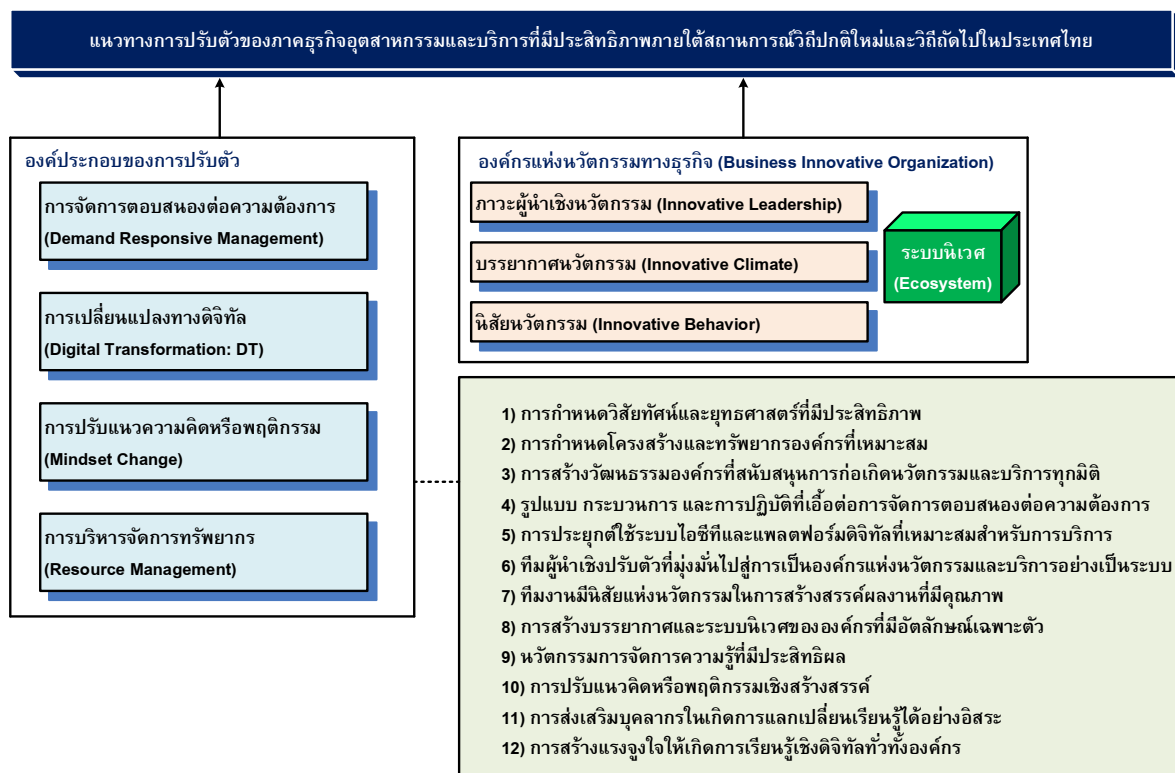 แนวทางการปรับตัวของภาคธุรกิจอุตสาหกรรมและบริการที่มีประสิทธิภาพภายใต้สถานการณ์วิถีปกติใหม่และวิถีถัดไปในประเทศไทย
องค์ประกอบของการปรับตัว
การจัดการตอบสนองต่อความต้องการ
(Demand Responsive Management)
การเปลี่ยนแปลงทางดิจิทัล
(Digital Transformation: DT)
การปรับแนวความคิดหรือพฤติกรรม
(Mindset Change)
การบริหารจัดการทรัพยากร
(Resource Management)
องค์กรแห่งนวัตกรรมทางธุรกิจ (Business Innovative Organization)
ภาวะผู้นำเชิงนวัตกรรม (Innovative Leadership)
บรรยากาศนวัตกรรม (Innovative Climate)
นิสัยนวัตกรรม (Innovative Behavior)
ระบบนิเวศ
(Ecosystem)
1) การกำหนดวิสัยทัศน์และยุทธศาสตร์ที่มีประสิทธิภาพ
2) การกำหนดโครงสร้างและทรัพยากรองค์กรที่เหมาะสม
3) การสร้างวัฒนธรรมองค์กรที่สนับสนุนการก่อเกิดนวัตกรรมและบริการทุกมิติ
4) รูปแบบ กระบวนการ และการปฏิบัติที่เอื้อต่อการจัดการตอบสนองต่อความต้องการ
5) การประยุกต์ใช้ระบบไอซีทีและแพลตฟอร์มดิจิทัลที่เหมาะสมสำหรับการบริการ
6) ทีมผู้นำเชิงปรับตัวที่มุ่งมั่นไปสู่การเป็นองค์กรแห่งนวัตกรรมและบริการอย่างเป็นระบบ
7) ทีมงานมีนิสัยแห่งนวัตกรรมในการสร้างสรรค์ผลงานที่มีคุณภาพ
8) การสร้างบรรยากาศและระบบนิเวศขององค์กรที่มีอัตลักษณ์เฉพาะตัว
9) นวัตกรรมการจัดการความรู้ที่มีประสิทธิผล
10) การปรับแนวคิดหรือพฤติกรรมเชิงสร้างสรรค์
11) การส่งเสริมบุคลากรในเกิดการแลกเปลี่ยนเรียนรู้ได้อย่างอิสระ
12) การสร้างแรงจูงใจให้เกิดการเรียนรู้เชิงดิจิทัลทั่วทั้งองค์กร